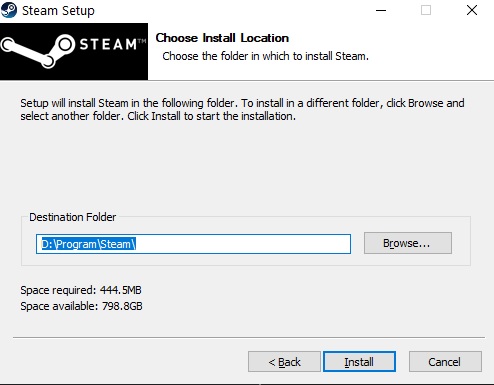 Steam Setup
STEAM™
Choose Install Location
Choose the folder in which to install Steam.
Setup will install Steam in the following folder. To install in a different folder, click Browse and
select another folder. Click Install to start the installation.
Destination Folder
D:\Program\Steam\
Browse...
Space required: 444.5MB
Space available: 798.8GB
< Back
Install
Cancel